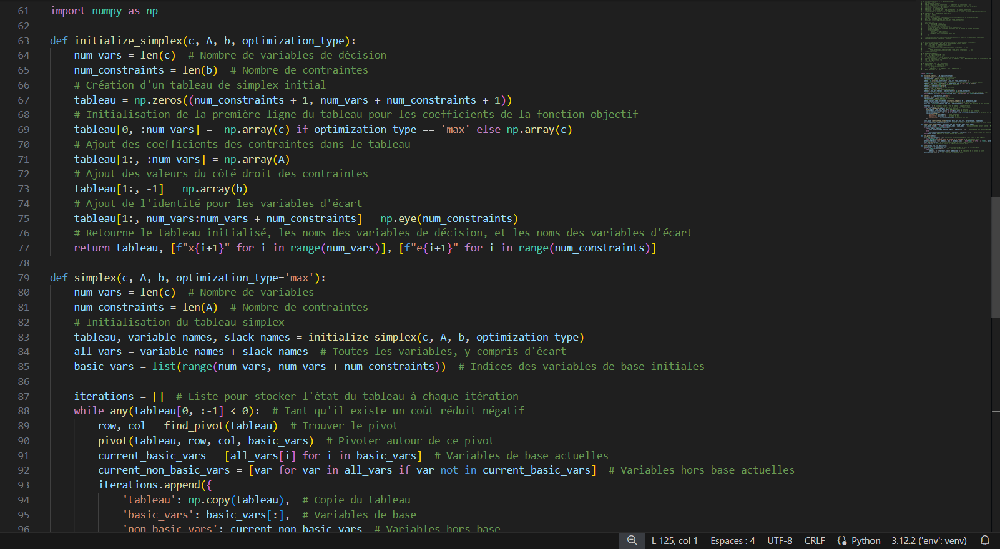 61 import numpy as np
62
63 def initialize_simplex(c, A, b, optimization_type):
64     num_vars = len(c)  # Nombre de variables de décision
65     num_constraints = len(b)  # Nombre de contraintes
66     # Création d'un tableau de simplex initial
67     tableau = np.zeros((num_constraints + 1, num_vars + num_constraints + 1))
68     # Initialisation de la première ligne du tableau pour les coefficients de la fonction objectif
69     tableau[0, :num_vars] = -np.array(c) if optimization_type == 'max' else np.array(c)
70     # Ajout des coefficients des contraintes dans le tableau
71     tableau[1:, :num_vars] = np.array(A)
72     # Ajout des valeurs du côté droit des contraintes
73     tableau[1:, -1] = np.array(b)
74     # Ajout de l'identité pour les variables d'écart
75     tableau[1:, num_vars:num_vars + num_constraints] = np.eye(num_constraints)
76     # Retourne le tableau initialisé, les noms des variables de décision, et les noms des variables d'écart
77     return tableau, [f"x{i+1}" for i in range(num_vars)], [f"e{i+1}" for i in range(num_constraints)]
78
79 def simplex(c, A, b, optimization_type='max'):
80     num_vars = len(c)  # Nombre de variables
81     num_constraints = len(A)  # Nombre de contraintes
82     # Initialisation du tableau simplex
83     tableau, variable_names, slack_names = initialize_simplex(c, A, b, optimization_type)
84     all_vars = variable_names + slack_names  # Toutes les variables, y compris d'écart
85     basic_vars = list(range(num_vars, num_vars + num_constraints))  # Indices des variables de base initiales
86
87     iterations = []  # Liste pour stocker l'état du tableau à chaque itération
88     while any(tableau[0, :-1] < 0):  # Tant qu'il existe un coût réduit négatif
89         row, col = find_pivot(tableau)  # Trouver le pivot
90         pivot(tableau, row, col, basic_vars)  # Pivoter autour de ce pivot
91         current_basic_vars = [all_vars[i] for i in basic_vars]  # Variables de base actuelles
92         current_non_basic_vars = [var for var in all_vars if var not in current_basic_vars]  # Variables hors base actuelles
93         iterations.append({
94             'tableau': np.copy(tableau),  # Copie du tableau
95             'basic_vars': basic_vars[:],  # Variables de base
96             'non_basic_vars': current_non_basic_vars  # Variables hors base
L 125, col 1 Espaces : 4 UTF-8 CRLF Python 3.12.2 ('env': venv)